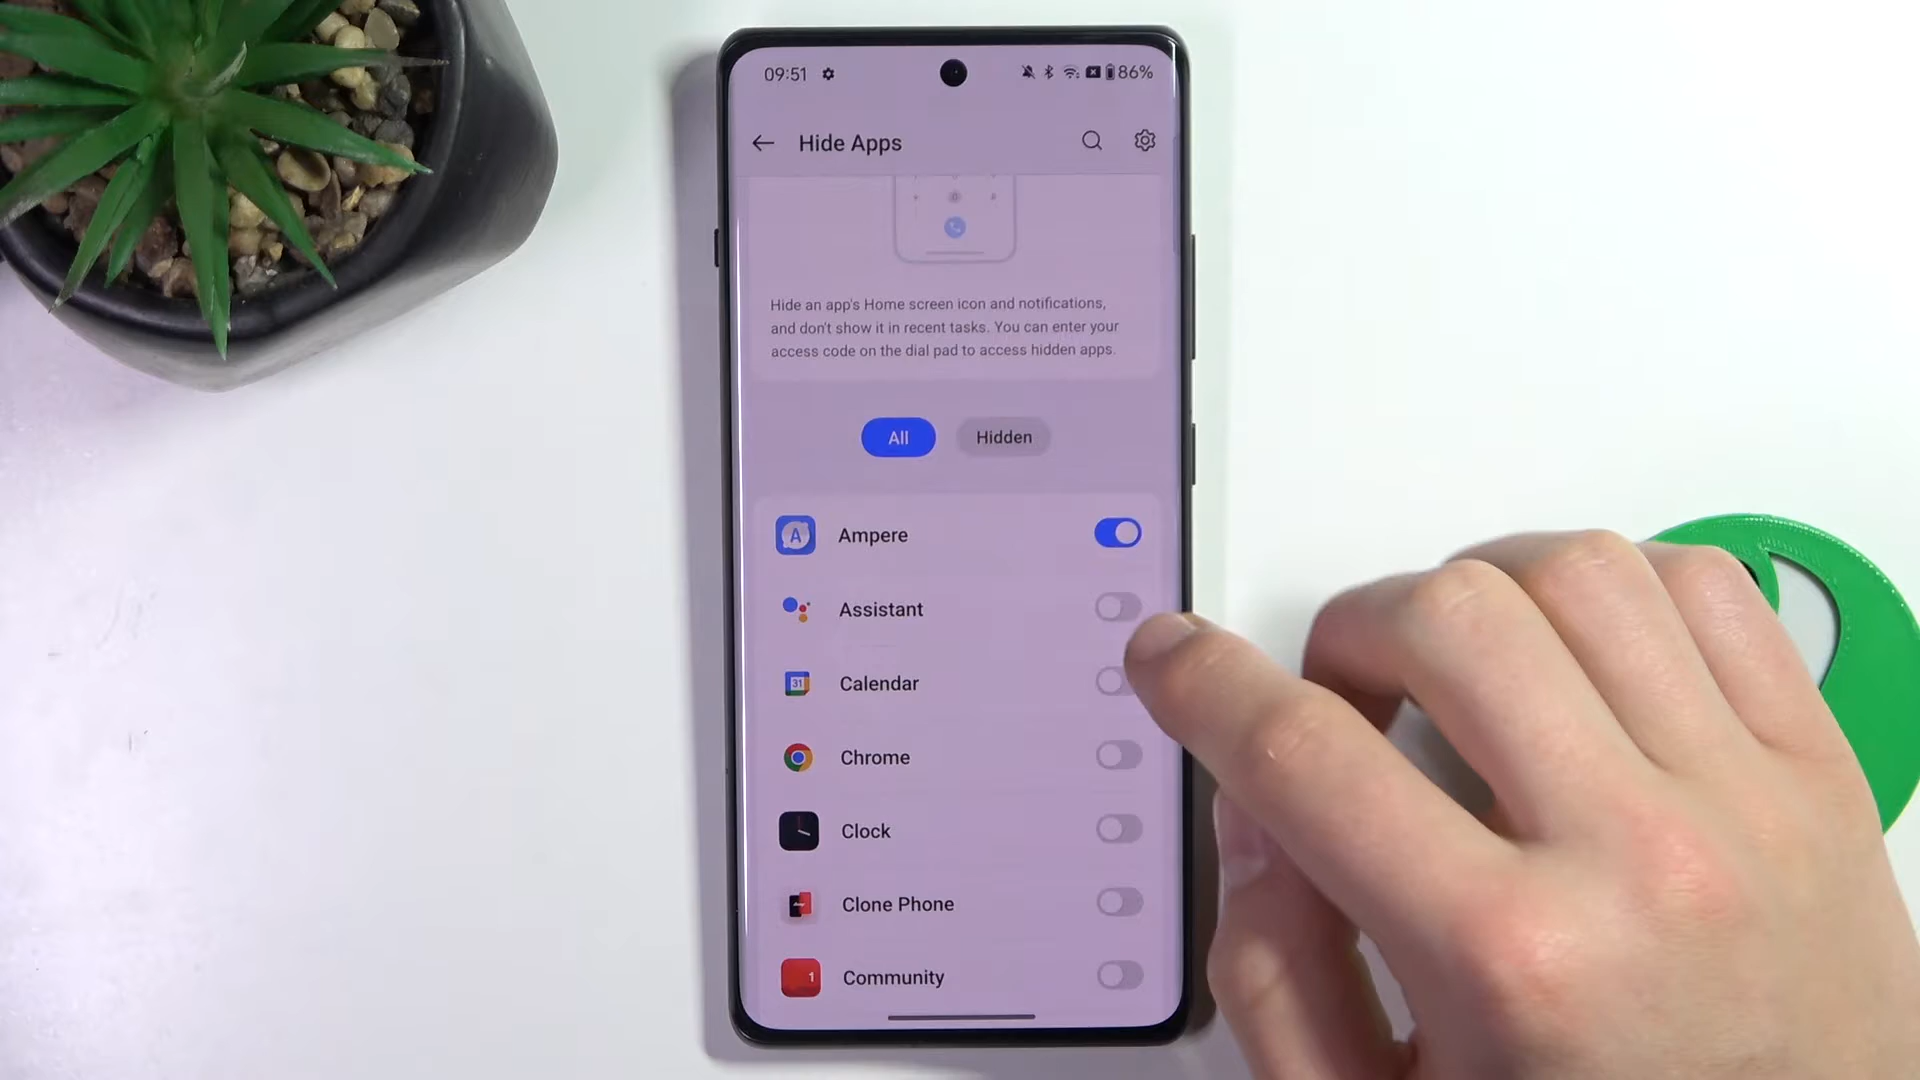 09:51 86%
Hide Apps
Hide an app's Home screen icon and notifications,
and don't show it in recent tasks. You can enter your
access code on the dial pad to access hidden apps.
All Hidden
A Ampere
Assistant
31 Calendar
Chrome
Clock
Clone Phone
1 Community